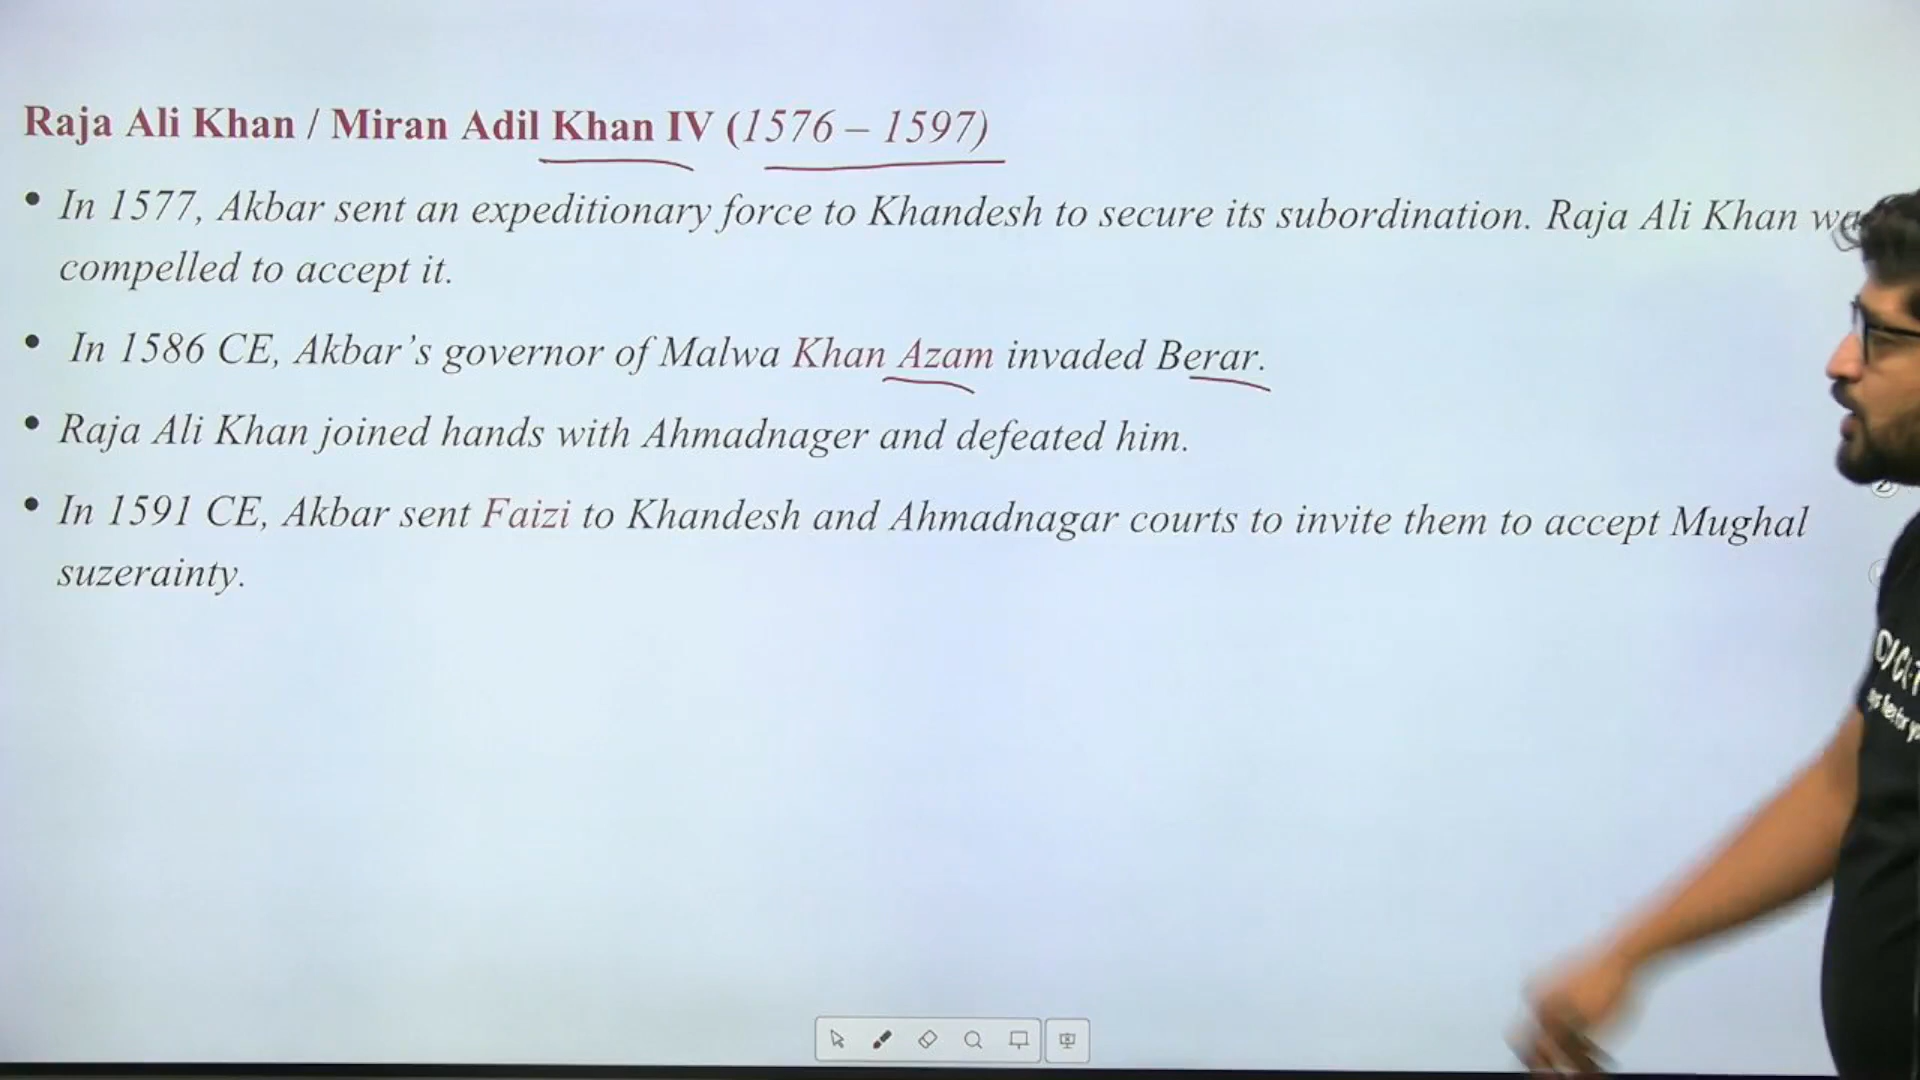 Raja Ali Khan / Miran Adil Khan IV (1576 – 1597)
• In 1577, Akbar sent an expeditionary force to Khandesh to secure its subordination. Raja Ali Khan
compelled to accept it.
• In 1586 CE, Akbar’s governor of Malwa Khan Azam invaded Berar.
• Raja Ali Khan joined hands with Ahmadnager and defeated him.
• In 1591 CE, Akbar sent Faizi to Khandesh and Ahmadnagar courts to invite them to accept Mughal
suzerainty.